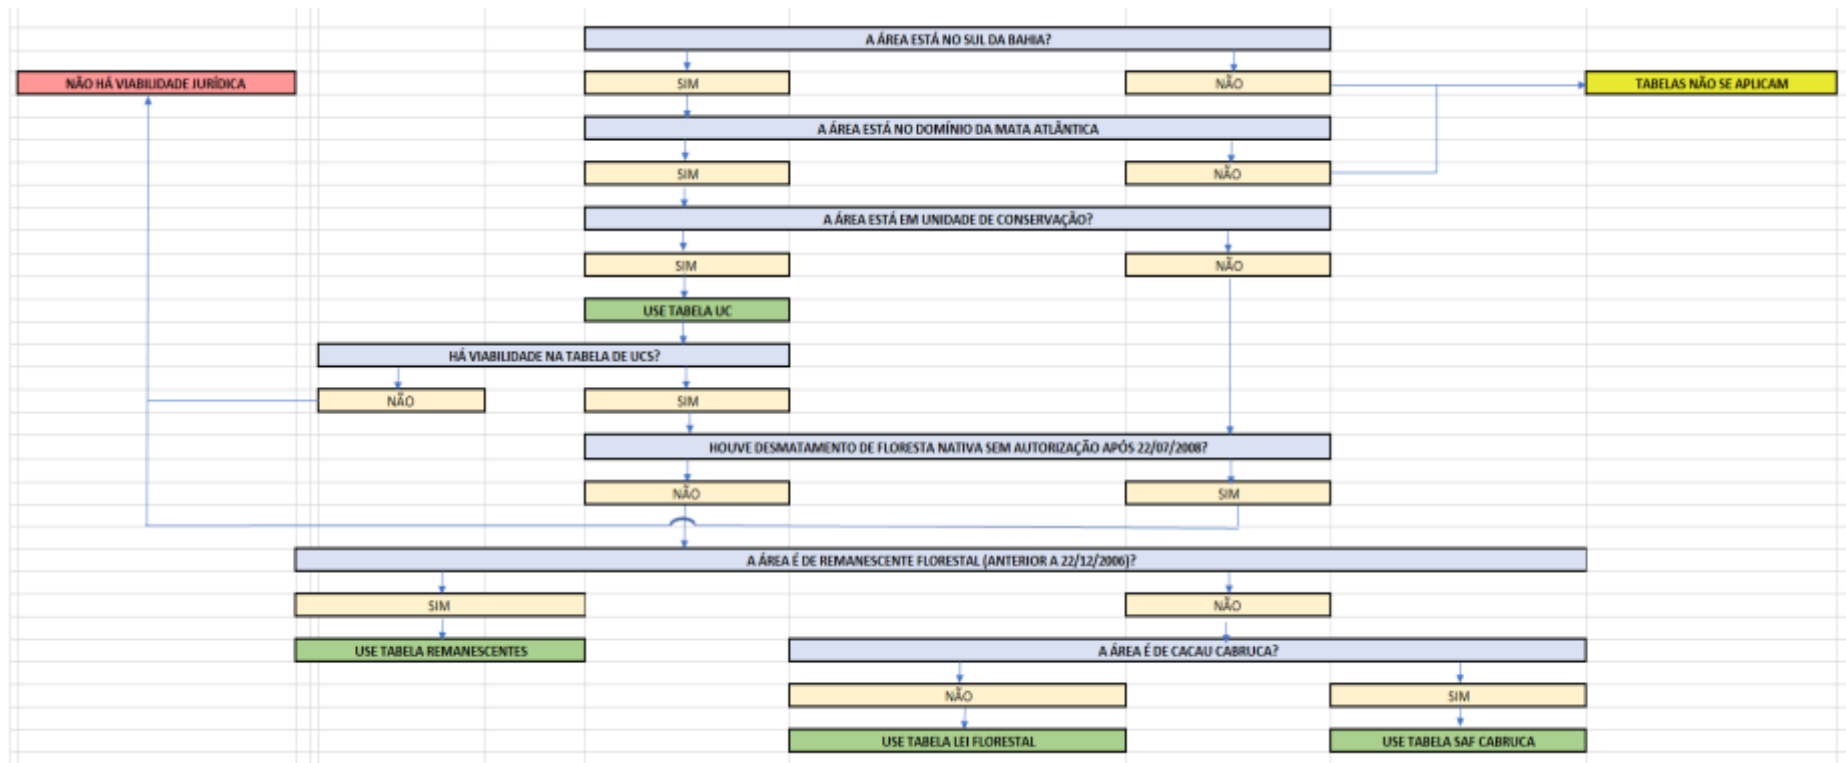 A ÁREA ESTÁ NO SUL DA BAHIA?
NÃO HÁ VIABILIDADE JURÍDICA
SIM
NÃO
TABELAS NÃO SE APLICAM
A ÁREA ESTÁ NO DOMÍNIO DA MATA ATLÂNTICA
SIM
NÃO
A ÁREA ESTÁ EM UNIDADE DE CONSERVAÇÃO?
SIM
NÃO
USE TABELA UC
HÁ VIABILIDADE NA TABELA DE UCS?
NÃO
SIM
HOUVE DESMATAMENTO DE FLORESTA NATIVA SEM AUTORIZAÇÃO APÓS 22/07/2008?
NÃO
SIM
A ÁREA É DE REMANESCENTE FLORESTAL (ANTERIOR A 22/12/2006)?
SIM
NÃO
USE TABELA REMANESCENTES
A ÁREA É DE CACAU CABRUCA?
NÃO
SIM
USE TABELA LEI FLORESTAL
USE TABELA SAF CABRUCA